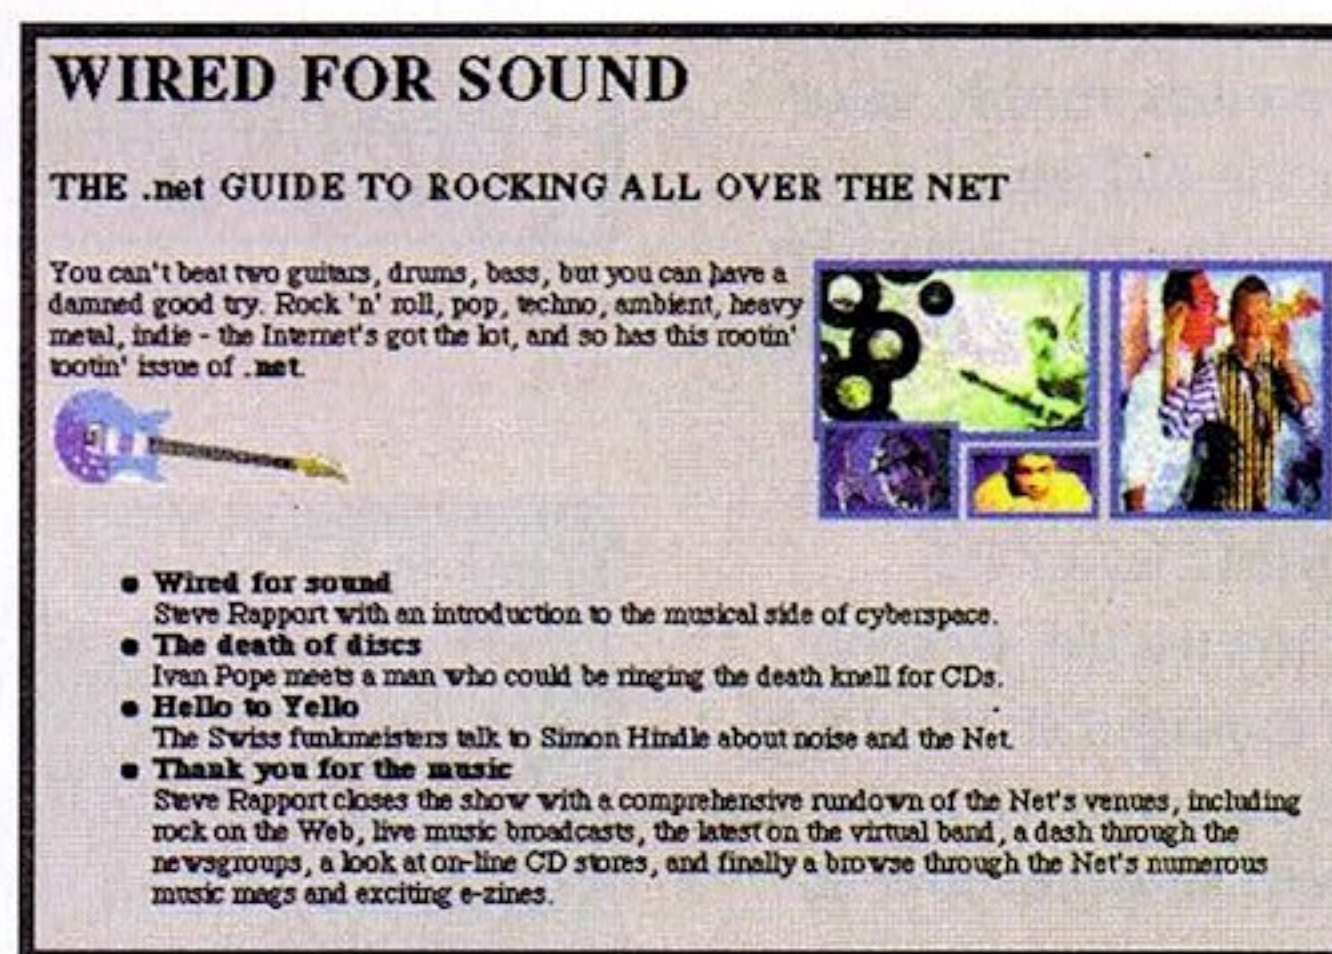 WIRED FOR SOUND
THE .net GUIDE TO ROCKING ALL OVER THE NET
You can't beat two guitars, drums, bass, but you can have a
damned good try. Rock 'n' roll, pop, techno, ambient, heavy
metal, indie - the Internet's got the lot, and so has this rootin'
tootin' issue of .net.
• Wired for sound
Steve Rapport with an introduction to the musical side of cyberspace.
• The death of discs
Ivan Pope meets a man who could be ringing the death knell for CDs.
• Hello to Yello
The Swiss funkmeisters talk to Simon Hindle about noise and the Net.
• Thank you for the music
Steve Rapport closes the show with a comprehensive rundown of the Net's venues, including
rock on the Web, live music broadcasts, the latest on the virtual band, a dash through the
newsgroups, a look at on-line CD stores, and finally a browse through the Net's numerous
music mags and exciting e-zines.